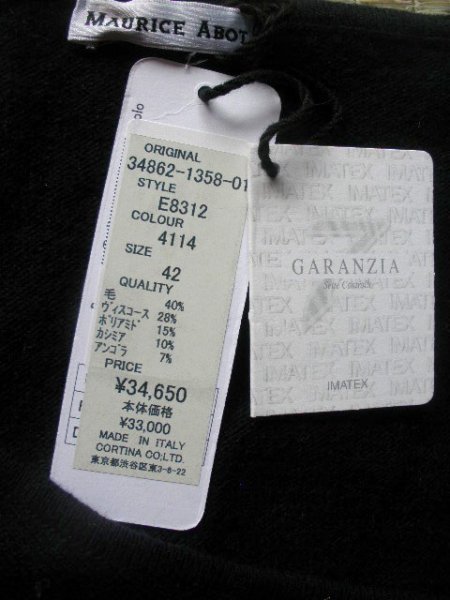 MAURICE ABOT
ORIGINAL
34862-1358-01
STYLE
E8312
COLOUR
4114
SIZE
42
QUALITY
毛 40%
ヴィスコース 28%
ポリアミド 15%
カシミア 10%
アンゴラ 7%
PRICE
¥34,650
本体価格
¥33,000
MADE IN ITALY
CORTINA CO;LTD.
東京都渋谷区東3-6-22
IMATEX
GARANZIA
IMATEX